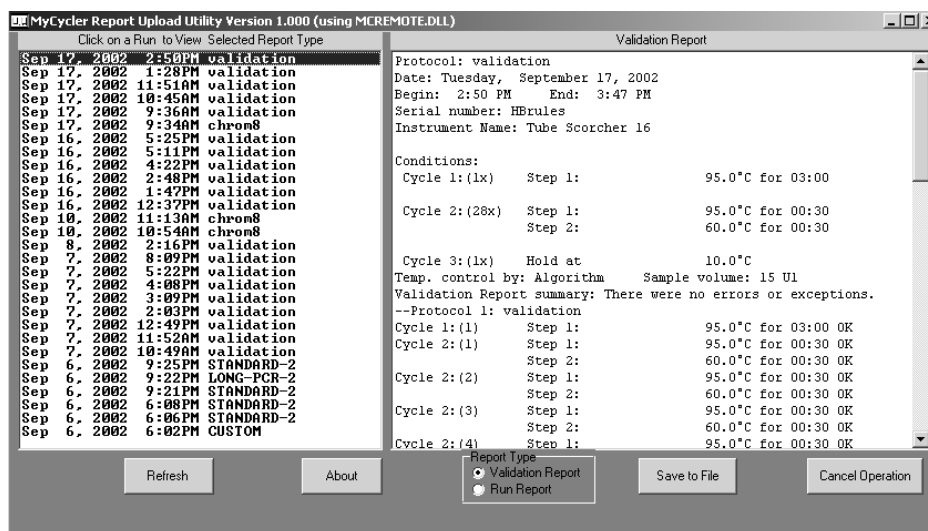 MyCycler Report Upload Utility Version 1.000 (using MCREMOTE.DLL)
Click on a Run to View Selected Report Type
Sep 17, 2002 2:50PM validation
Sep 17, 2002 1:28PM validation
Sep 17, 2002 11:51AM validation
Sep 17, 2002 10:45AM validation
Sep 17, 2002 9:36AM validation
Sep 17, 2002 9:34AM chrom8
Sep 16, 2002 5:25PM validation
Sep 16, 2002 5:11PM validation
Sep 16, 2002 4:22PM validation
Sep 16, 2002 2:48PM validation
Sep 16, 2002 1:47PM validation
Sep 16, 2002 12:37PM validation
Sep 10, 2002 11:13AM chrom8
Sep 10, 2002 10:54AM chrom8
Sep 8, 2002 2:16PM validation
Sep 7, 2002 8:09PM validation
Sep 7, 2002 5:22PM validation
Sep 7, 2002 4:08PM validation
Sep 7, 2002 3:09PM validation
Sep 7, 2002 2:03PM validation
Sep 7, 2002 12:49PM validation
Sep 7, 2002 11:52AM validation
Sep 7, 2002 10:49AM validation
Sep 6, 2002 9:25PM STANDARD-2
Sep 6, 2002 9:22PM LONG-PCR-2
Sep 6, 2002 9:21PM STANDARD-2
Sep 6, 2002 6:08PM STANDARD-2
Sep 6, 2002 6:06PM STANDARD-2
Sep 6, 2002 6:02PM CUSTOM
Validation Report
Protocol: validation
Date: Tuesday, September 17, 2002
Begin: 2:50 PM End: 3:47 PM
Serial number: HBrules
Instrument Name: Tube Scorcher 16
Conditions:
Cycle 1:(1x) Step 1: 95.0°C for 03:00
Cycle 2:(28x) Step 1: 95.0°C for 00:30
Step 2: 60.0°C for 00:30
Cycle 3:(1x) Hold at 10.0°C
Temp. control by: Algorithm Sample volume: 15 Ul
Validation Report summary: There were no errors or exceptions.
--Protocol 1: validation
Cycle 1:(1) Step 1: 95.0°C for 03:00 OK
Cycle 2:(1) Step 1: 95.0°C for 00:30 OK
Step 2: 60.0°C for 00:30 OK
Cycle 2:(2) Step 1: 95.0°C for 00:30 OK
Step 2: 60.0°C for 00:30 OK
Cycle 2:(3) Step 1: 95.0°C for 00:30 OK
Step 2: 60.0°C for 00:30 OK
Cycle 2:(4) Step 1: 95.0°C for 00:30 OK
Refresh
About
Report Type
Validation Report
Run Report
Save to File
Cancel Operation